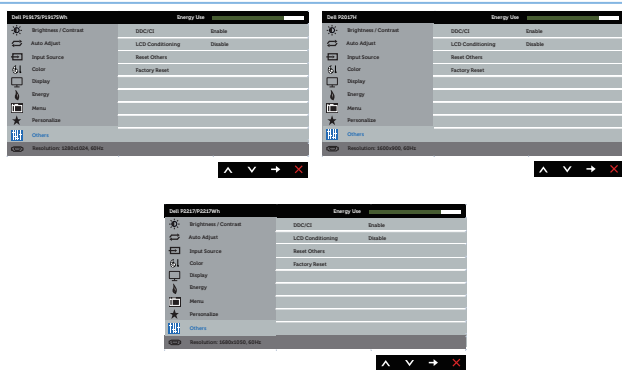 Dell P1917S/P1917SWh Energy Use
Brightness / Contrast DDC/CI Enable
Auto Adjust LCD Conditioning Disable
Input Source Reset Others
Color Factory Reset
Display
Energy
Menu
Personalize
Others
Resolution: 1280x1024, 60Hz
Dell P2017H Energy Use
Brightness / Contrast DDC/CI Enable
Auto Adjust LCD Conditioning Disable
Input Source Reset Others
Color Factory Reset
Display
Energy
Menu
Personalize
Others
Resolution: 1600x900, 60Hz
Dell P2217/P2217Wh Energy Use
Brightness / Contrast DDC/CI Enable
Auto Adjust LCD Conditioning Disable
Input Source Reset Others
Color Factory Reset
Display
Energy
Menu
Personalize
Others
Resolution: 1680x1050, 60Hz